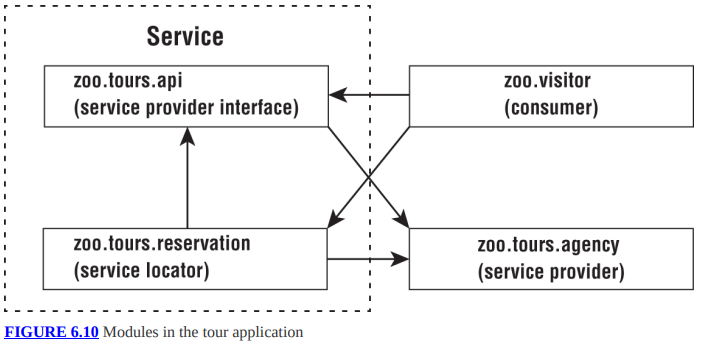 Service
zoo.tours.api
(service provider interface)
zoo.visitor
(consumer)
zoo.tours.reservation
(service locator)
zoo.tours.agency
(service provider)
FIGURE 6.10 Modules in the tour application